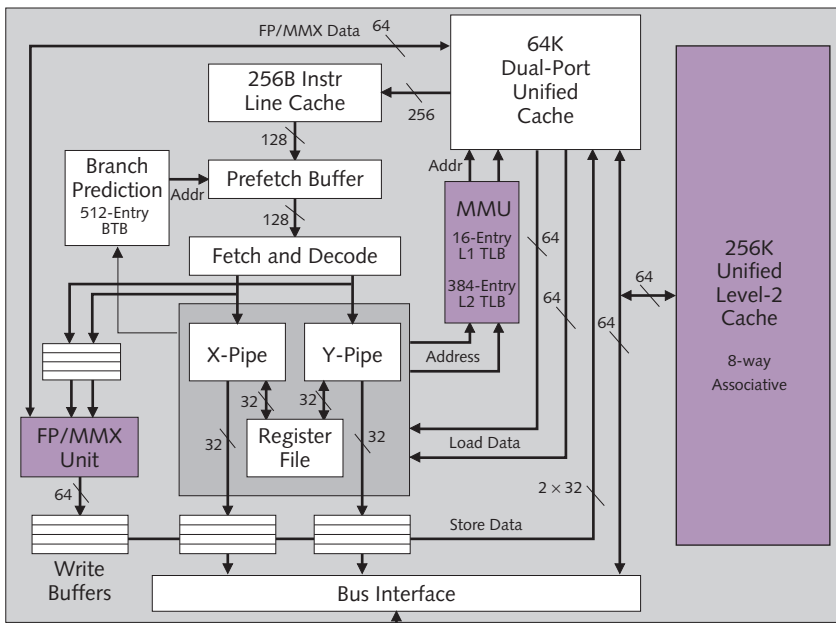 FP/MMX Data
64
64K
Dual-Port
Unified
Cache
256B Instr
Line Cache
256
128
Branch
Prediction
512-Entry
BTB
Addr
Prefetch Buffer
Addr
MMU
16-Entry
L1 TLB
384-Entry
L2 TLB
128
Fetch and Decode
64
64
64
64
256K
Unified
Level-2
Cache
8-way
Associative
X-Pipe
Y-Pipe
Address
32
32
Register
File
32
32
Load Data
FP/MMX
Unit
64
2 × 32
Store Data
Write
Buffers
Bus Interface